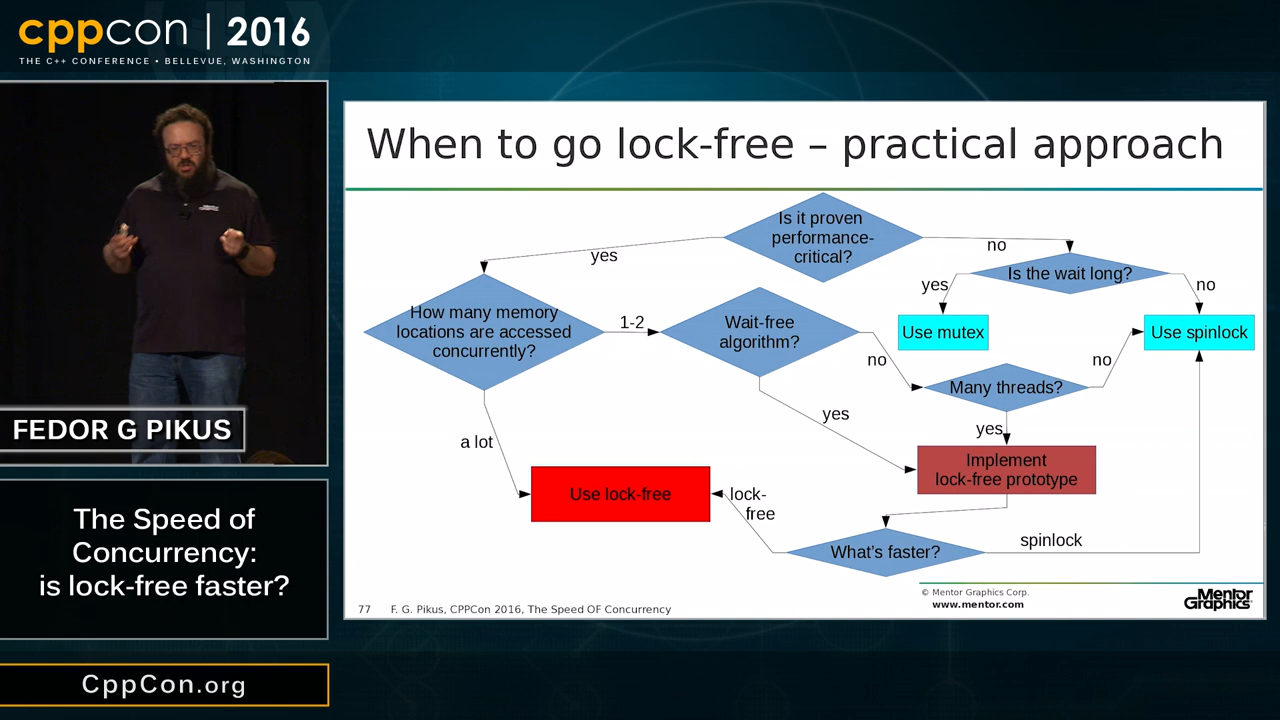 cppcon | 2016
THE C++ CONFERENCE • BELLEVUE, WASHINGTON
FEDOR G PIKUS
The Speed of
Concurrency:
is lock-free faster?
CppCon.org
When to go lock-free – practical approach
Is it proven
performance-
critical?
yes
no
Is the wait long?
yes
no
How many memory
locations are accessed
concurrently?
1-2
Wait-free
algorithm?
Use mutex
Use spinlock
no
no
Many threads?
yes
yes
a lot
Implement
lock-free prototype
Use lock-free
lock-
free
What's faster?
spinlock
© Mentor Graphics Corp.
www.mentor.com
Mentor
Graphics
77 F. G. Pikus, CPPCon 2016, The Speed OF Concurrency